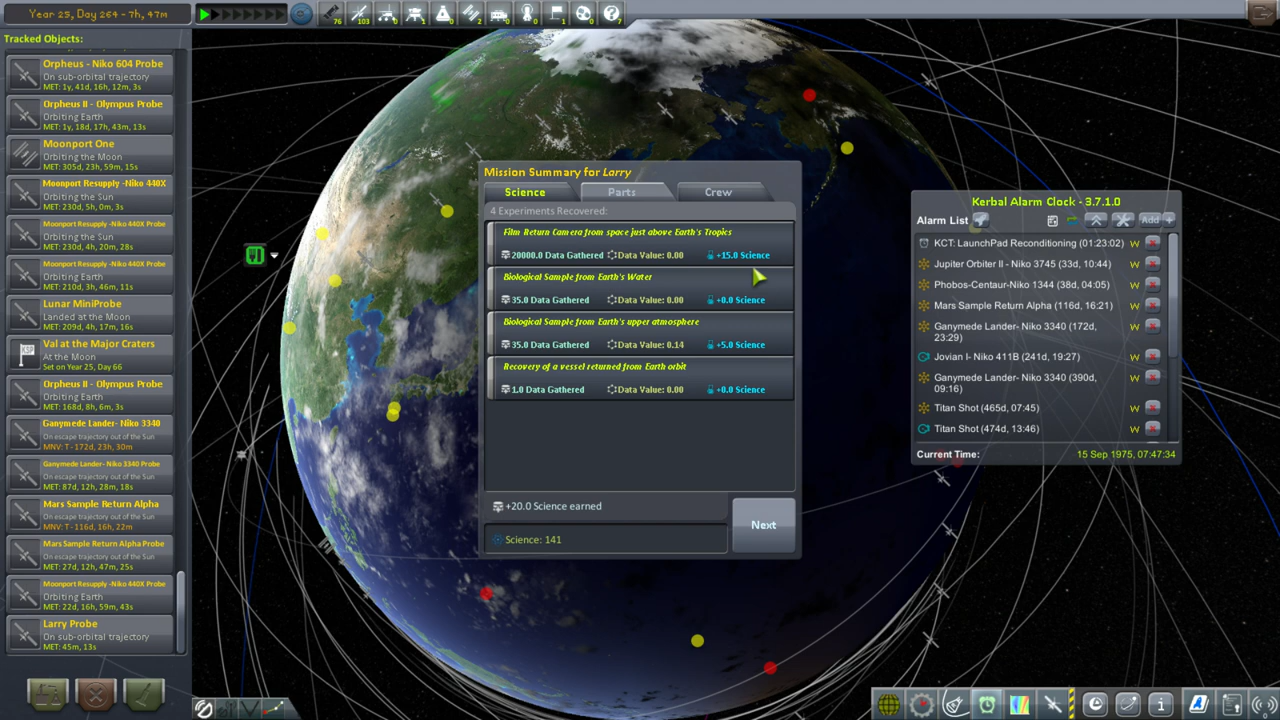 Year 25, Day 264 - 7h, 47m
76
103
0
1
0
2
0
0
1
0
7
Tracked Objects:
Orpheus - Niko 604 Probe
On sub-orbital trajectory
MET: 1y, 41d, 16h, 12m, 3s
Orpheus II - Olympus Probe
Orbiting Earth
MET: 1y, 18d, 17h, 43m, 13s
Moonport One
Orbiting the Moon
MET: 305d, 23h, 59m, 15s
Moonport Resupply -Niko 440X
Orbiting the Sun
MET: 230d, 5h, 0m, 3s
Moonport Resupply -Niko 440X Probe
Orbiting the Sun
MET: 230d, 4h, 20m, 28s
Moonport Resupply -Niko 440X Probe
Orbiting the Sun
MET: 210d, 3h, 46m, 11s
Lunar MiniProbe
Landed at the Moon
MET: 209d, 4h, 17m, 16s
KSP
Val at the Major Craters
At the Moon
Set on Year 25, Day 66
Orpheus II - Olympus Probe
Orbiting Earth
MET: 168d, 8h, 6m, 3s
Ganymede Lander- Niko 3340
On escape trajectory out of the Sun
MNV: T -172d, 23h, 30m
Ganymede Lander- Niko 3340 Probe
On escape trajectory out of the Sun
MET: 87d, 12h, 28m, 18s
Mars Sample Return Alpha
On escape trajectory out of the Sun
MNV: T -116d, 16h, 22m
Mars Sample Return Alpha Probe
On escape trajectory out of the Sun
MET: 27d, 12h, 47m, 25s
Moonport Resupply -Niko 440X Probe
Orbiting Earth
MET: 22d, 16h, 59m, 43s
Larry Probe
On sub-orbital trajectory
MET: 45m, 13s
Mission Summary for Larry
Science
Parts
Crew
4 Experiments Recovered:
Film Return Camera from space just above Earth's Tropics
20000.0 Data Gathered
Data Value: 0.00
+15.0 Science
Biological Sample from Earth's Water
35.0 Data Gathered
Data Value: 0.00
+0.0 Science
Biological Sample from Earth's upper atmosphere
35.0 Data Gathered
Data Value: 0.14
+5.0 Science
Recovery of a vessel returned from Earth orbit
1.0 Data Gathered
Data Value: 0.00
+0.0 Science
+20.0 Science earned
Science: 141
Next
Kerbal Alarm Clock - 3.7.1.0
Alarm List
Add +
KCT: LaunchPad Reconditioning (01:23:02) W
Jupiter Orbiter II - Niko 3745 (33d, 10:44) W
Phobos-Centaur-Niko 1344 (38d, 04:05) W
Mars Sample Return Alpha (116d, 16:21) W
Ganymede Lander- Niko 3340 (172d, W
23:29)
Jovian I- Niko 411B (241d, 19:27) W
Ganymede Lander- Niko 3340 (390d, W
09:16)
Titan Shot (465d, 07:45) W
Titan Shot (474d, 13:46) W
Current Time: 15 Sep 1975, 07:47:34